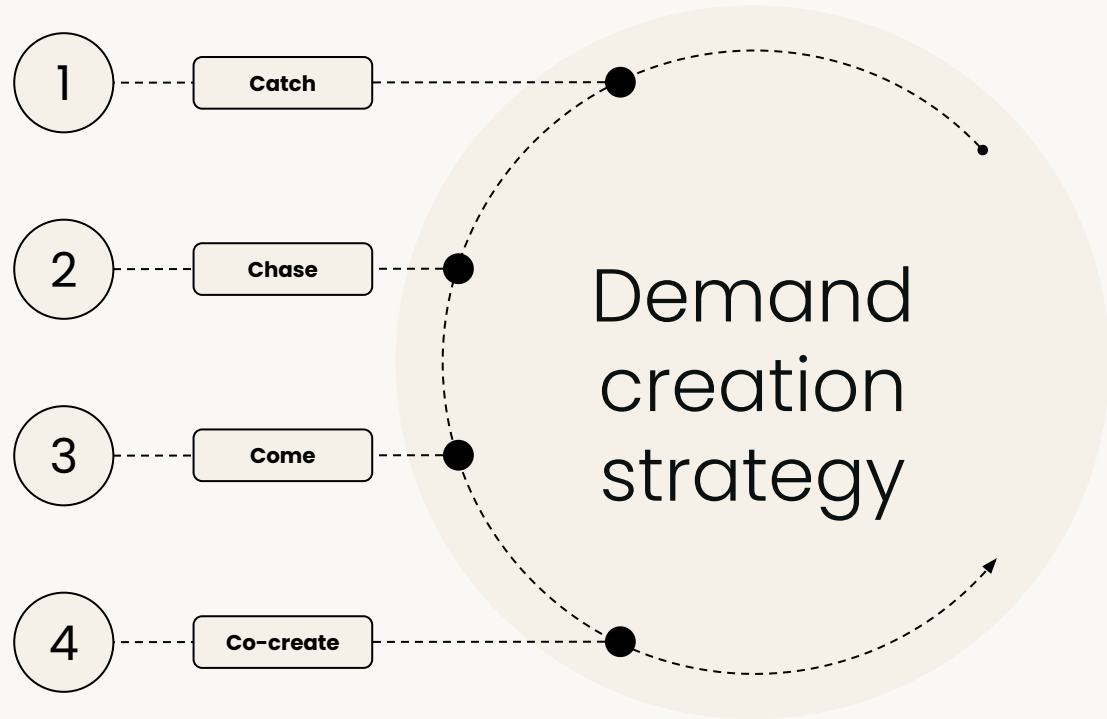 1
Catch
2
Chase
3
Come
4
Co-create
Demand
creation
strategy